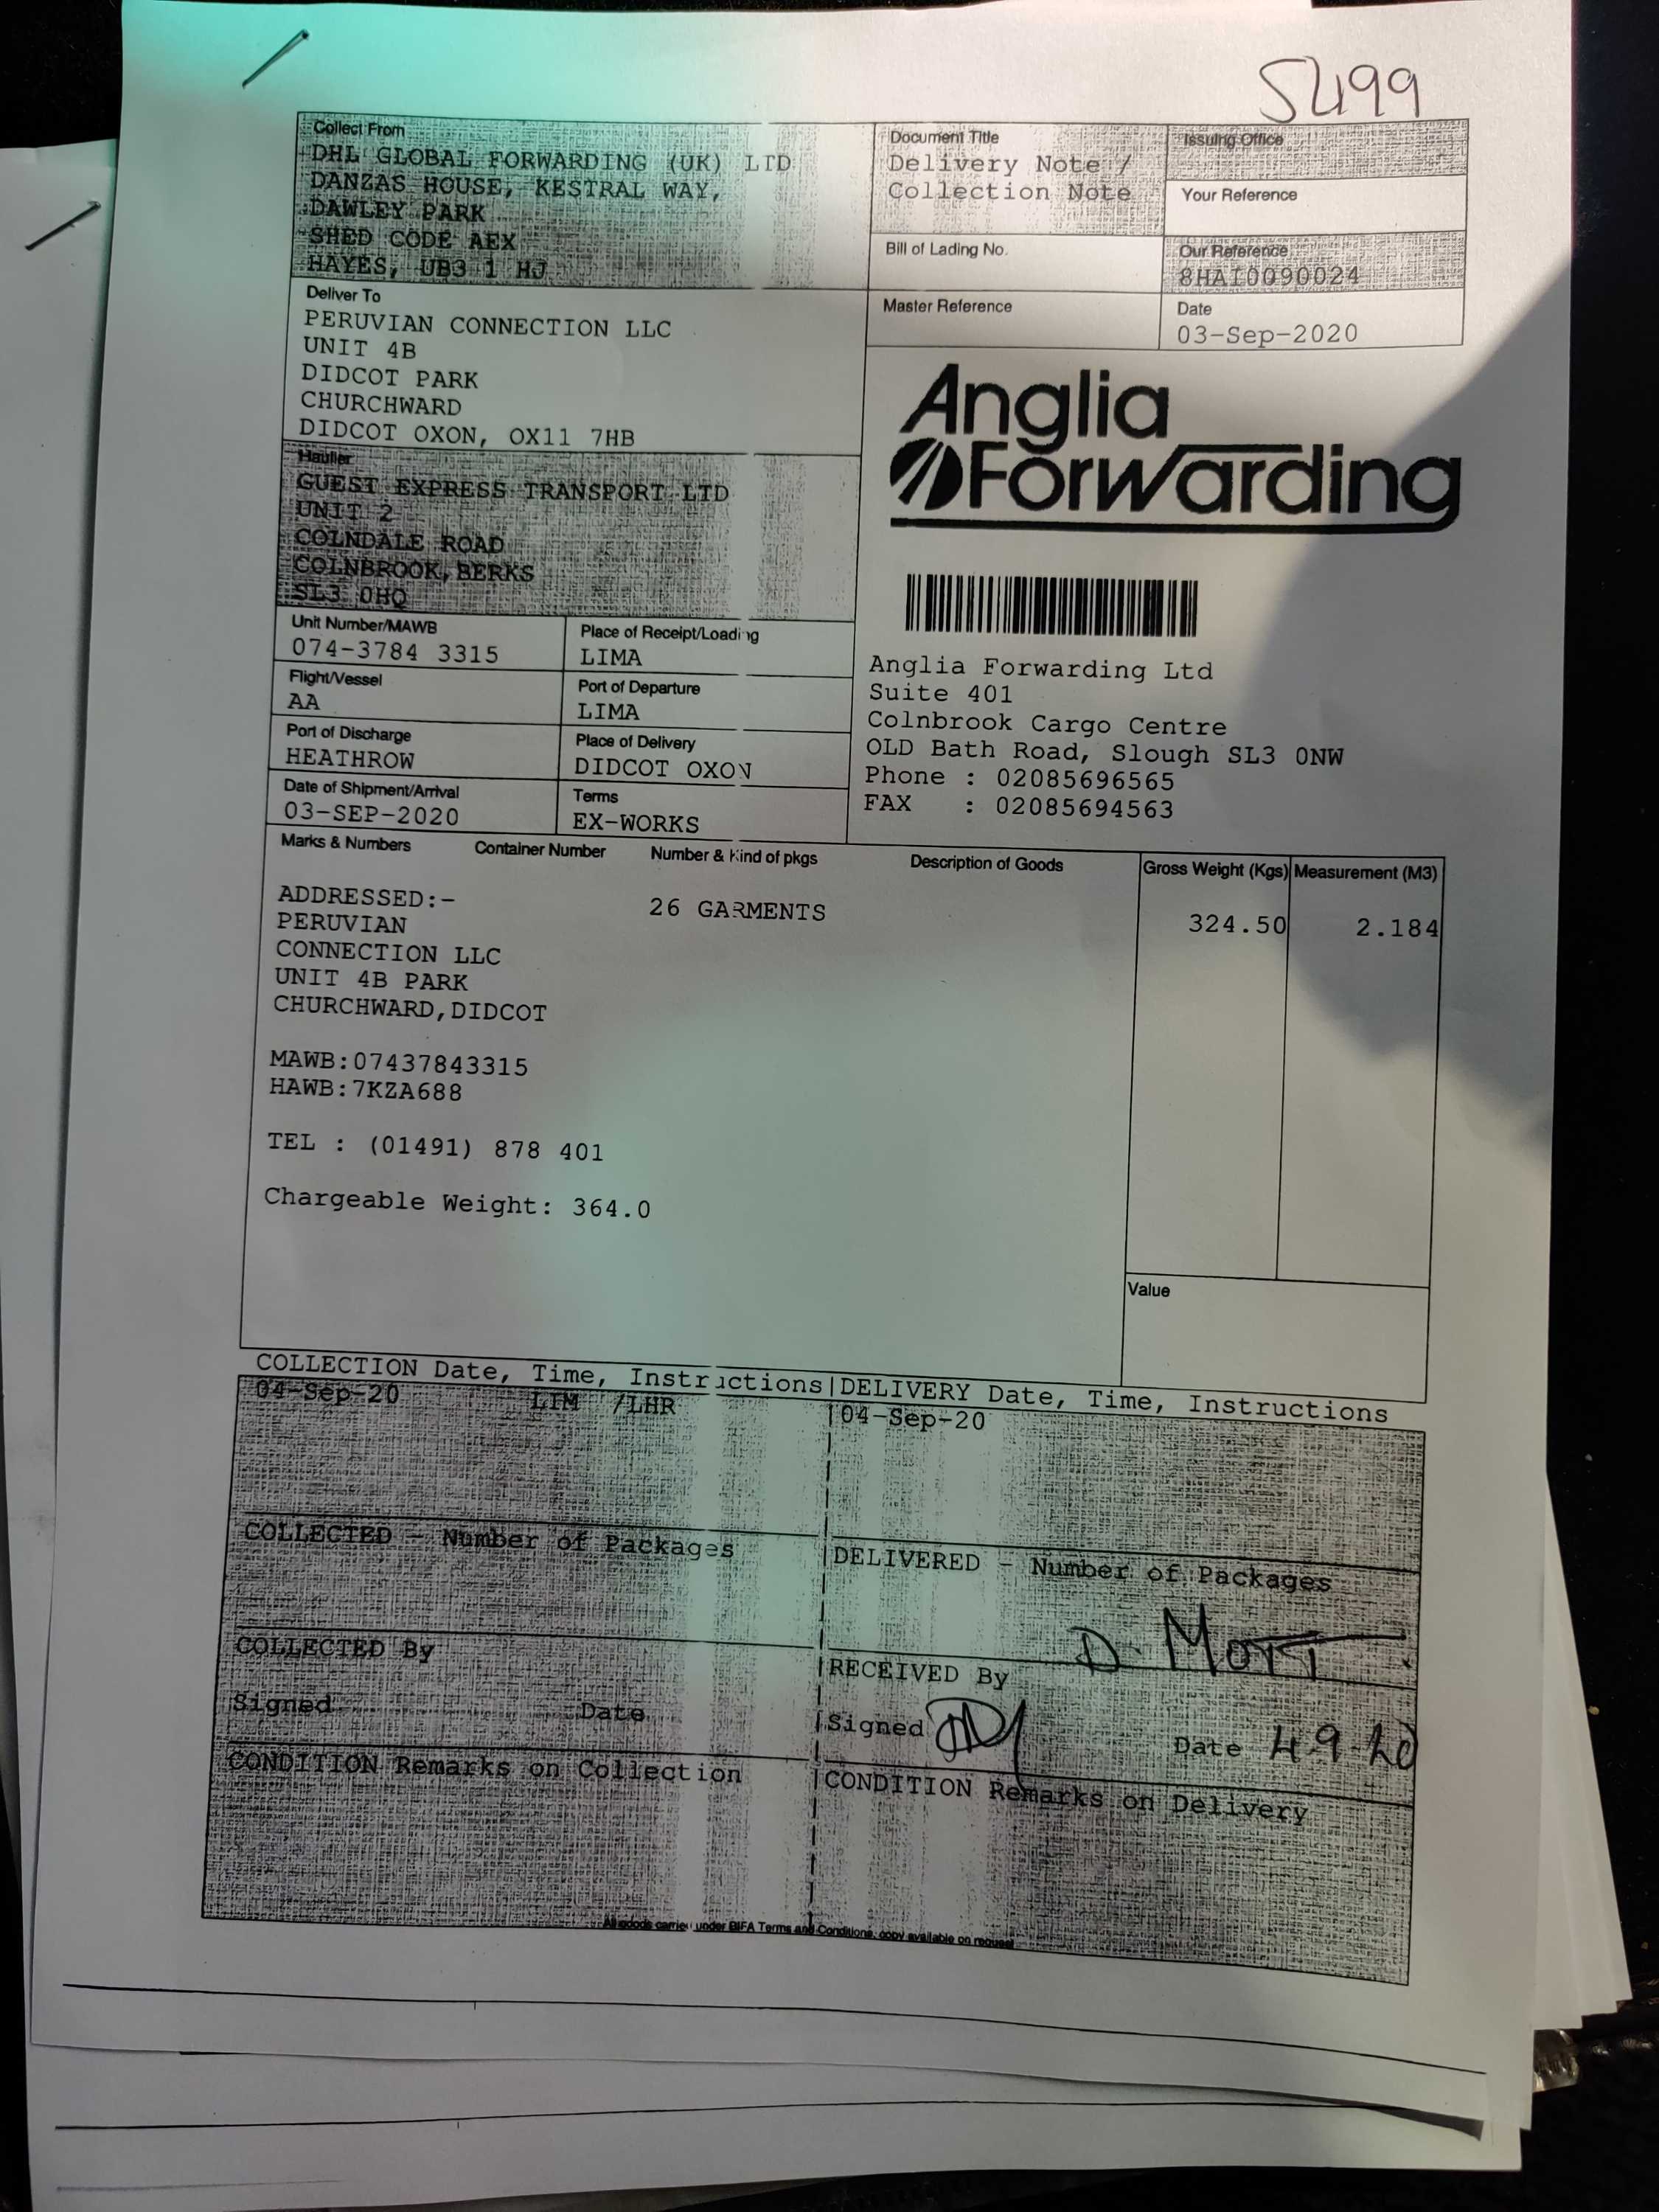 5499
Collect From
DHL GLOBAL FORWARDING (UK) LTD
DANZAS HOUSE, KESTRAL WAY,
DAWLEY PARK
SHED CODE AEX
HAYES, UB3 1 HJ
Document Title
Delivery Note /
Collection Note
Issuing Office
Your Reference
Bill of Lading No.
Our Reference
8HAI0090024
Master Reference
Date
03-Sep-2020
Deliver To
PERUVIAN CONNECTION LLC
UNIT 4B
DIDCOT PARK
CHURCHWARD
DIDCOT OXON, OX11 7HB
Anglia
Forwarding
Haulier
GUEST EXPRESS TRANSPORT LTD
UNIT 2
COLNDALE ROAD
COLNBROOK, BERKS
SL3 0HQ
Unit Number/MAWB
074-3784 3315
Place of Receipt/Loading
LIMA
Flight/Vessel
AA
Port of Departure
LIMA
Port of Discharge
HEATHROW
Place of Delivery
DIDCOT OXON
Date of Shipment/Arrival
03-SEP-2020
Terms
EX-WORKS
Anglia Forwarding Ltd
Suite 401
Colnbrook Cargo Centre
OLD Bath Road, Slough SL3 0NW
Phone : 02085696565
FAX : 02085694563
Marks & Numbers Container Number Number & Kind of pkgs Description of Goods Gross Weight (Kgs) Measurement (M3)
ADDRESSED:- 26 GARMENTS 324.50 2.184
PERUVIAN
CONNECTION LLC
UNIT 4B PARK
CHURCHWARD,DIDCOT
MAWB:07437843315
HAWB:7KZA688
TEL : (01491) 878 401
Chargeable Weight: 364.0
Value
COLLECTION Date, Time, Instructions|DELIVERY Date, Time, Instructions
04-Sep-20 LIM /LHR |04-Sep-20
COLLECTED - Number of Packages |DELIVERED - Number of Packages
COLLECTED By |RECEIVED By D. Mott
Signed Date |Signed Date 4-9-20
CONDITION Remarks on Collection |CONDITION Remarks on Delivery
All goods carried under BIFA Terms and Conditions, copy available on request